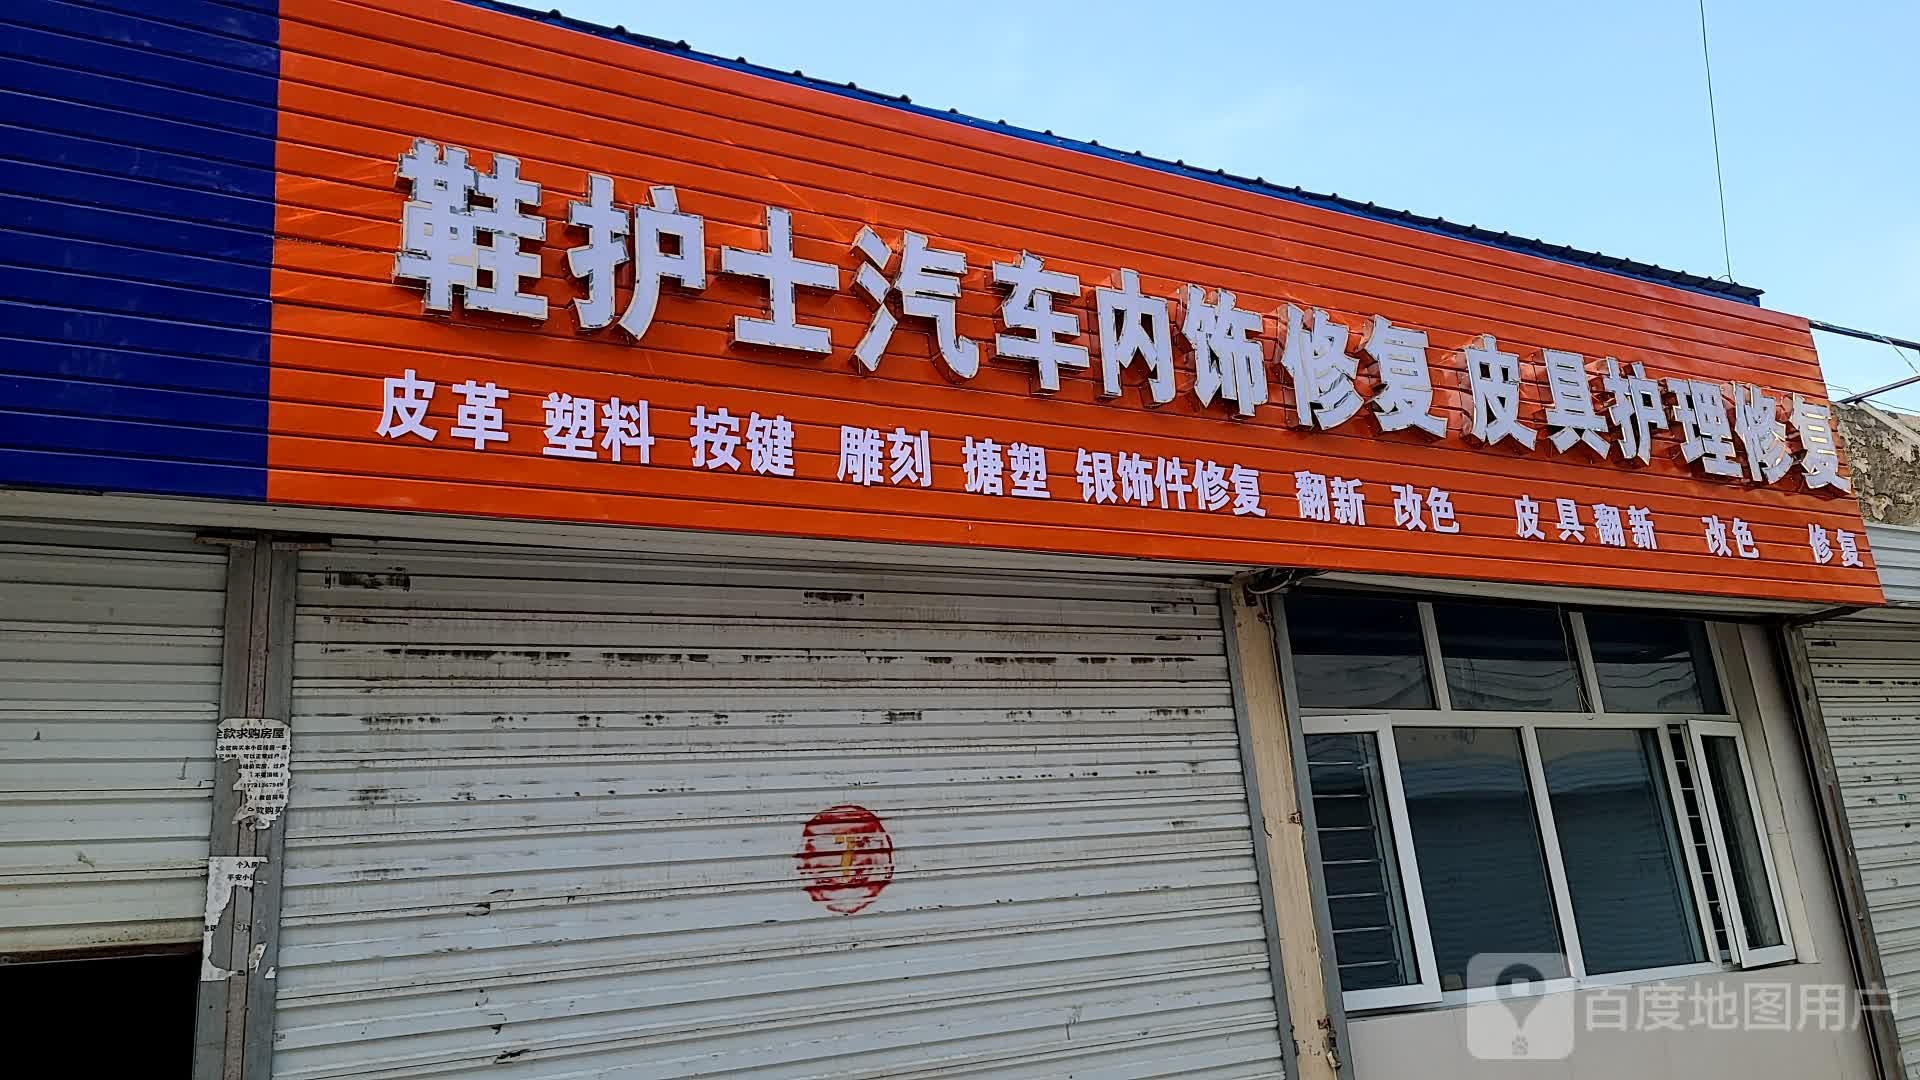 鞋护士汽车内饰修复 皮具护理修复
皮革 塑料 按键 雕刻 搪塑 银饰件修复 翻新 改色 皮具翻新 改色 修复
全款求购房屋
百度地图用户